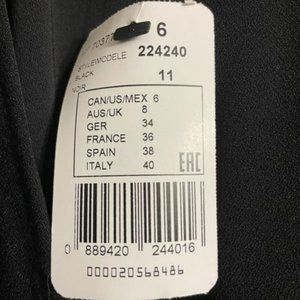 6
STYLE/MODELE 224240
BLACK
NOIR 11
CAN/US/MEX 6
AUS/UK 8
GER 34
FRANCE 36
SPAIN 38
ITALY 40
EAC
0 889420 244016
000020568486